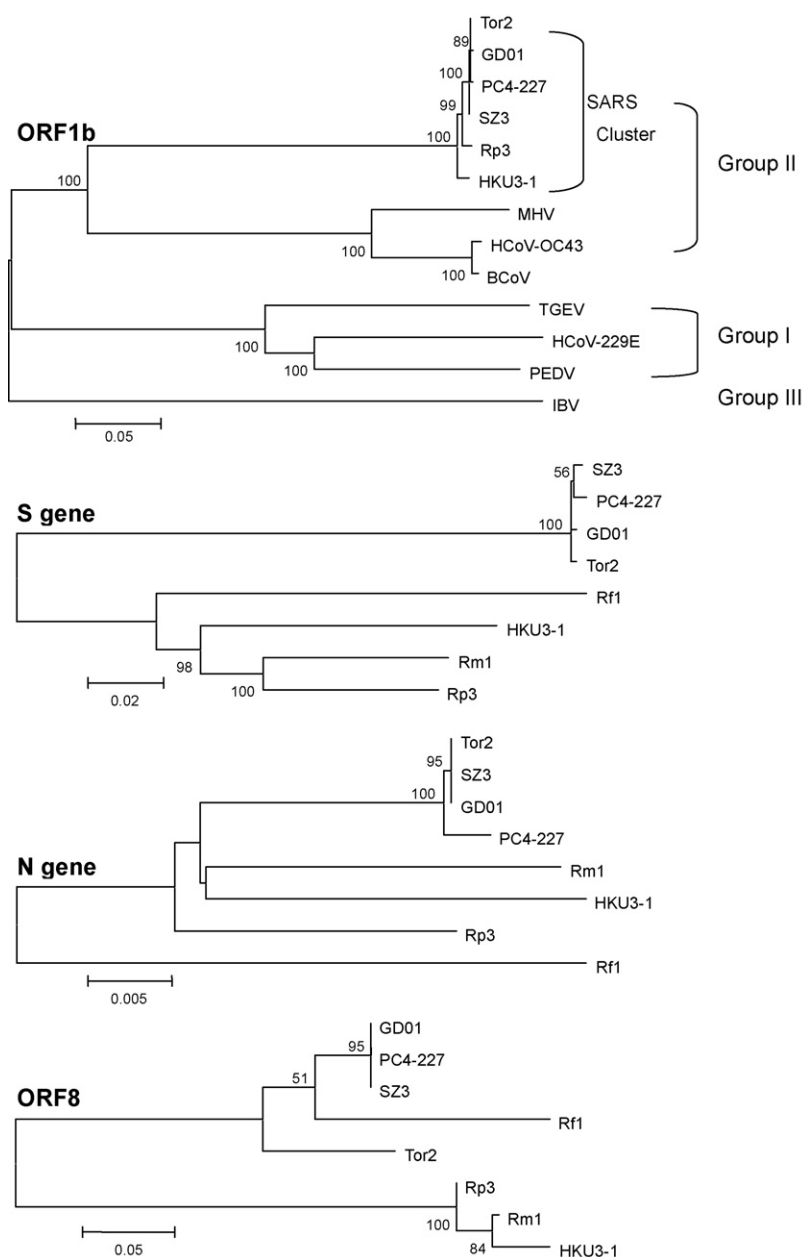 ORF1b
Tor2
89
GD01
100
PC4-227
99
SZ3
100
Rp3
HKU3-1
SARS
Cluster
Group II
100
MHV
HCoV-OC43
100
100
BCoV
TGEV
100
HCoV-229E
Group I
100
PEDV
IBV
Group III
0.05
S gene
56
SZ3
PC4-227
100
GD01
Tor2
Rf1
HKU3-1
98
Rm1
100
Rp3
0.02
N gene
Tor2
95
SZ3
100
GD01
PC4-227
Rm1
HKU3-1
Rp3
Rf1
0.005
ORF8
GD01
95
PC4-227
51
SZ3
Rf1
Tor2
Rp3
100
Rm1
84
HKU3-1
0.05